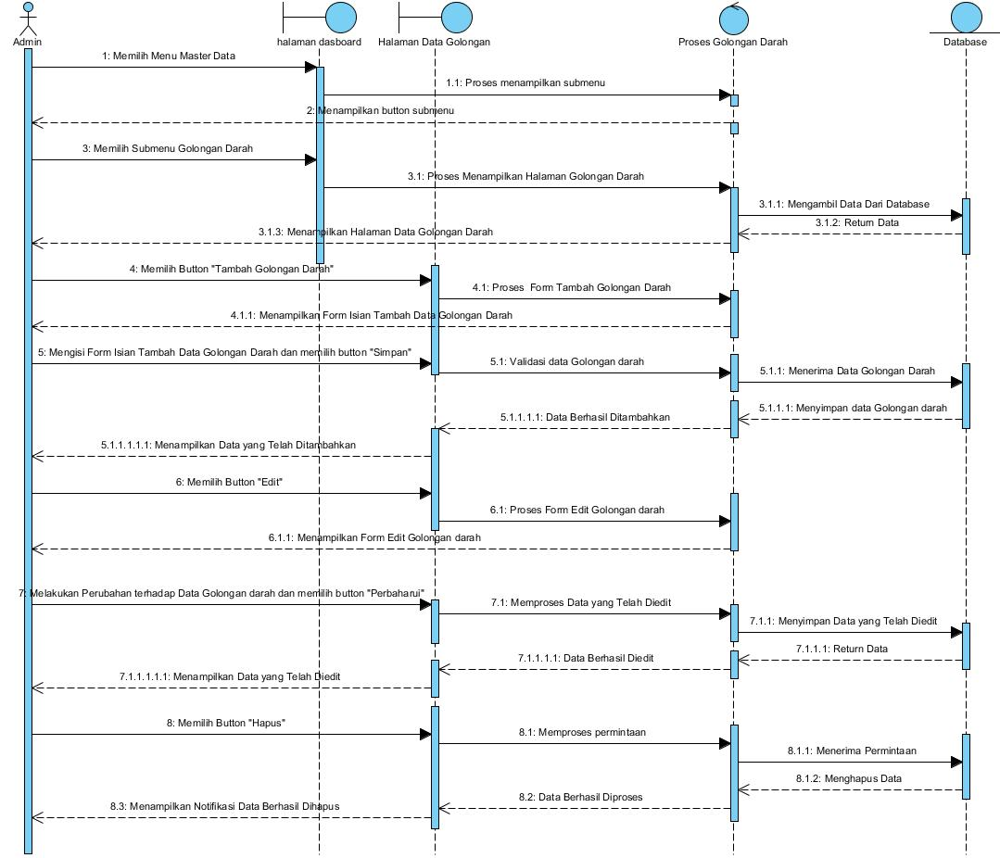 Admin
halaman dasboard
Halaman Data Golongan
Proses Golongan Darah
Database
1: Memilih Menu Master Data
1.1: Proses menampilkan submenu
2: Menampilkan button submenu
3: Memilih Submenu Golongan Darah
3.1: Proses Menampilkan Halaman Golongan Darah
3.1.1: Mengambil Data Dari Database
3.1.2: Return Data
3.1.3: Menampilkan Halaman Data Golongan Darah
4: Memilih Button "Tambah Golongan Darah"
4.1: Proses  Form Tambah Golongan Darah
4.1.1: Menampilkan Form Isian Tambah Data Golongan Darah
5: Mengisi Form Isian Tambah Data Golongan Darah dan memilih button "Simpan"
5.1: Validasi data Golongan darah
5.1.1: Menerima Data Golongan Darah
5.1.1.1: Menyimpan data Golongan darah
5.1.1.1.1: Data Berhasil Ditambahkan
5.1.1.1.1.1: Menampilkan Data yang Telah Ditambahkan
6: Memilih Button "Edit"
6.1: Proses Form Edit Golongan darah
6.1.1: Menampilkan Form Edit Golongan darah
7: Melakukan Perubahan terhadap Data Golongan darah dan memilih button "Perbaharui"
7.1: Memproses Data yang Telah Diedit
7.1.1: Menyimpan Data yang Telah Diedit
7.1.1.1: Return Data
7.1.1.1.1: Data Berhasil Diedit
7.1.1.1.1.1: Menampilkan Data yang Telah Diedit
8: Memilih Button "Hapus"
8.1: Memproses permintaan
8.1.1: Menerima Permintaan
8.1.2: Menghapus Data
8.2: Data Berhasil Diproses
8.3: Menampilkan Notifikasi Data Berhasil Dihapus